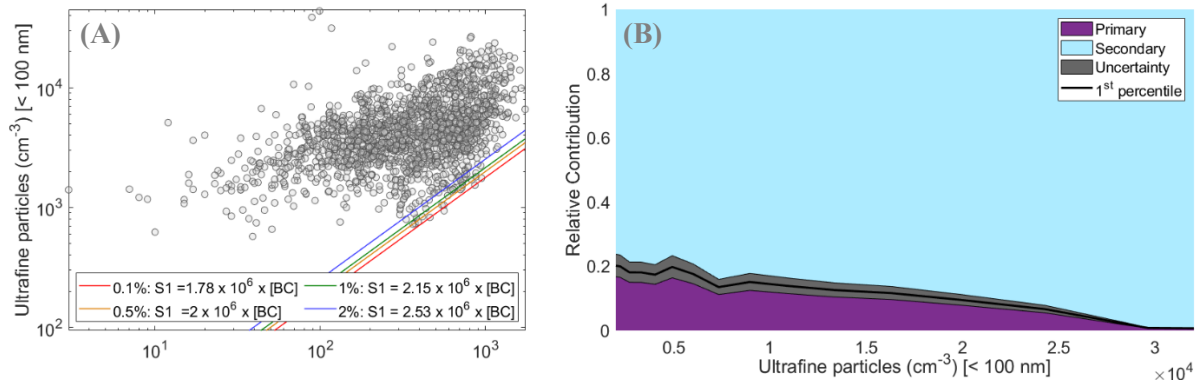 (A)
Ultrafine particles (cm⁻³) [< 100 nm]
10⁴
10³
10²
10¹
10²
10³
0.1%: S1 =1.78 x 10⁶ x [BC]
1%: S1 = 2.15 x 10⁶ x [BC]
0.5%: S1 =2 x 10⁶ x [BC]
2%: S1 = 2.53 x 10⁶ x [BC]
(B)
Relative Contribution
1
0.8
0.6
0.4
0.2
0
Primary
Secondary
Uncertainty
1ˢᵗ percentile
0.5
1
1.5
2
2.5
3
Ultrafine particles (cm⁻³) [< 100 nm]
×10⁴